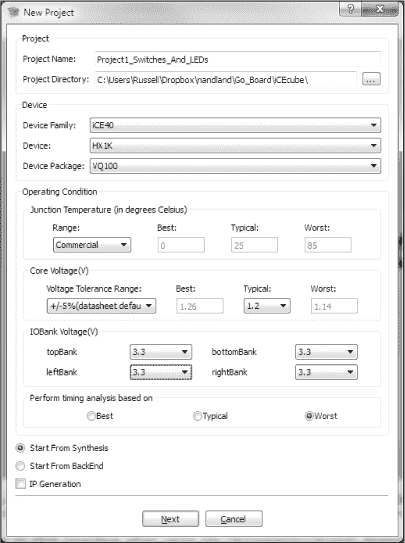 New Project
Project
Project Name: Project1_Switches_And_LEDs
Project Directory: C:\Users\Russell\Dropbox\nandland\Go_Board\iCEcube\ ...
Device
Device Family: iCE40
Device: HX1K
Device Package: VQ100
Operating Condition
Junction Temperature (in degrees Celsius)
Range: Best: Typical: Worst:
Commercial 0 25 85
Core Voltage(V)
Voltage Tolerance Range: Best: Typical: Worst:
+/-5%(datasheet defau 1.26 1.2 1.14
IOBank Voltage(V)
topBank 3.3 bottomBank 3.3
leftBank 3.3 rightBank 3.3
Perform timing analysis based on
Best Typical Worst
Start From Synthesis
Start From BackEnd
IP Generation
Next Cancel